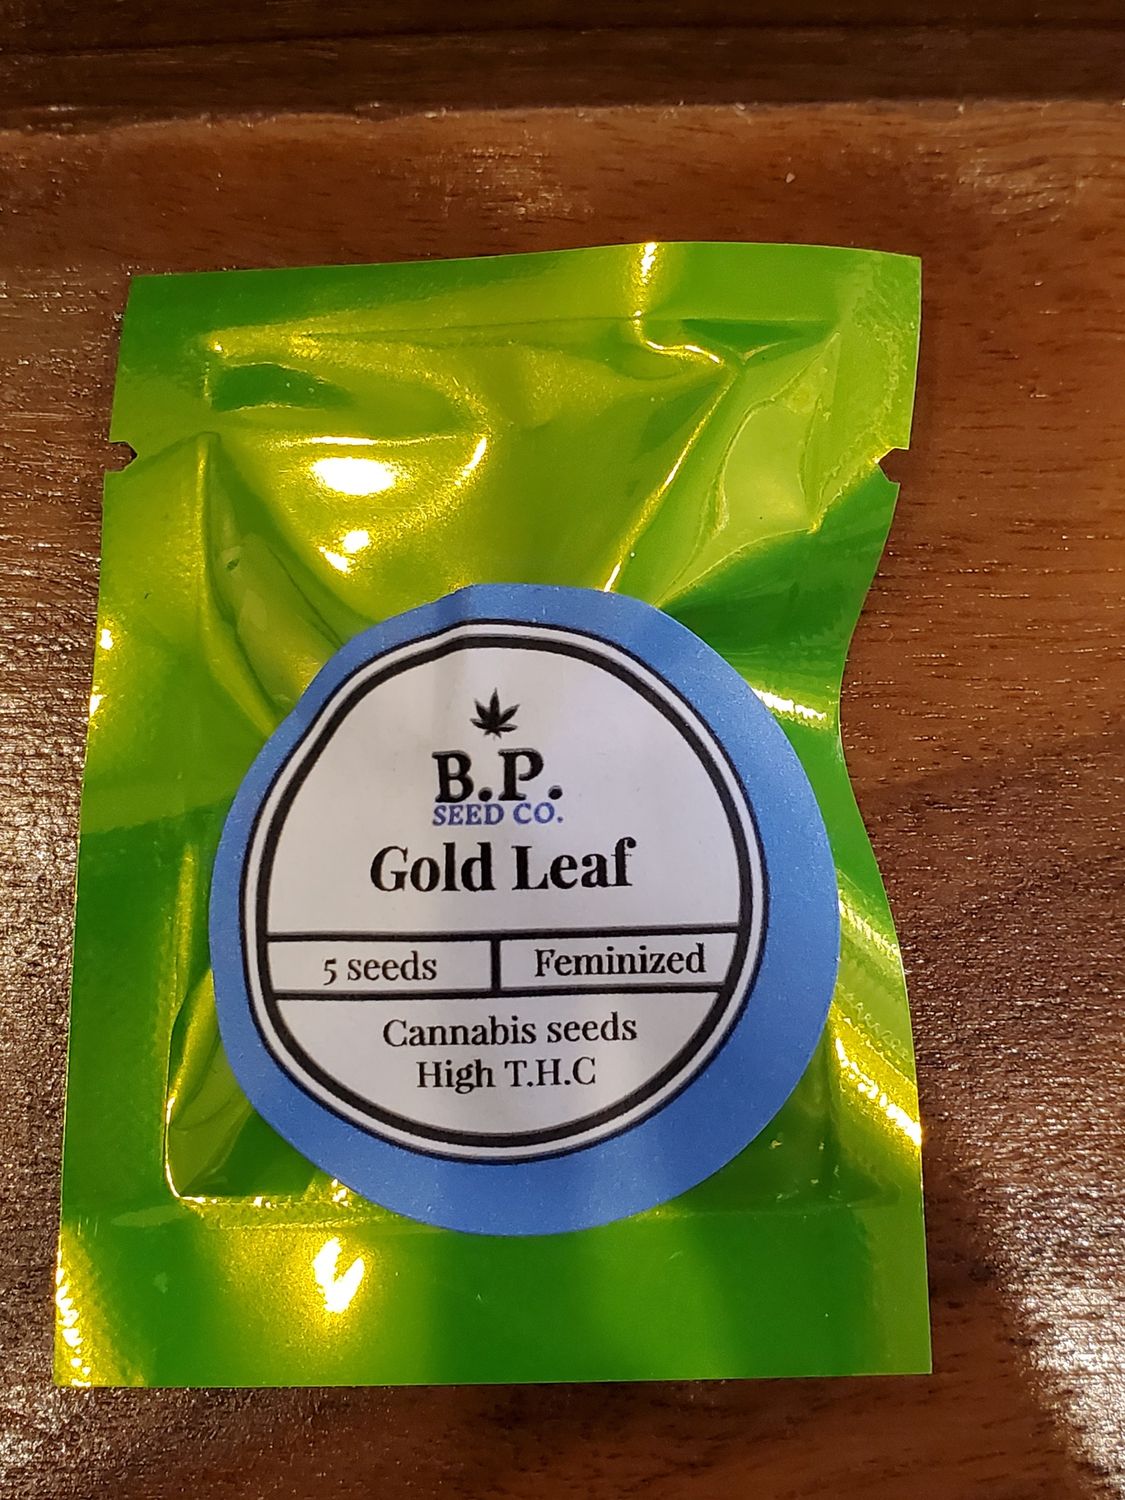 B.P.
SEED CO.
Gold Leaf
5 seeds
Feminized
Cannabis seeds
High T.H.C